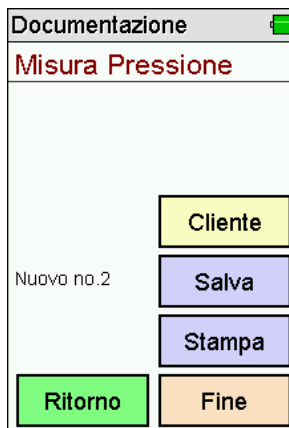 Documentazione
Misura Pressione
Cliente
Nuovo no.2
Salva
Stampa
Ritorno
Fine